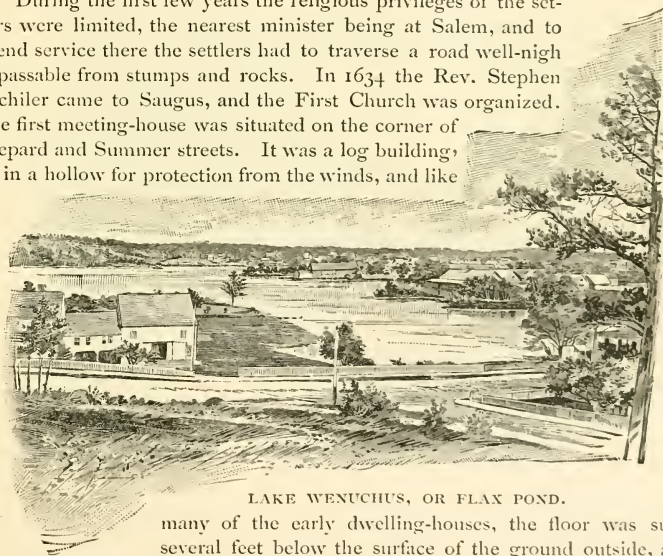 During the first few years the religious privileges of the set-
rs were limited, the nearest minister being at Salem, and to
end service there the settlers had to traverse a road well-nigh
passable from stumps and rocks. In 1634 the Rev. Stephen
chiler came to Saugus, and the First Church was organized.
e first meeting-house was situated on the corner of
epard and Summer streets. It was a log building,
in a hollow for protection from the winds, and like
LAKE WENUCHUS, OR FLAX POND.
many of the early dwelling-houses, the floor was su
several feet below the surface of the ground outside,